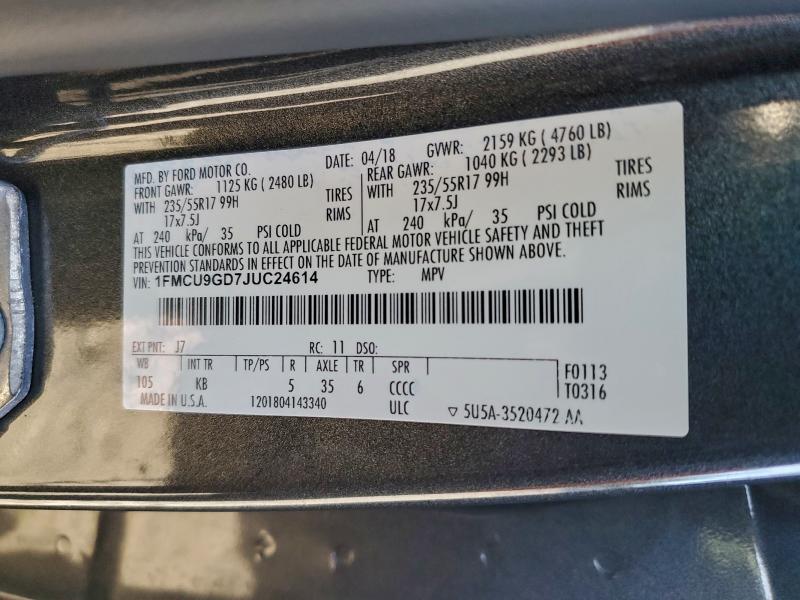 MFD. BY FORD MOTOR CO. DATE: 04/18 GVWR: 2159 KG ( 4760 LB)
FRONT GAWR: 1125 KG ( 2480 LB) REAR GAWR: 1040 KG ( 2293 LB)
WITH 235/55R17 99H TIRES WITH 235/55R17 99H TIRES
17x7.5J RIMS 17x7.5J RIMS
AT 240 kPa/ 35 PSI COLD AT 240 kPa/ 35 PSI COLD
THIS VEHICLE CONFORMS TO ALL APPLICABLE FEDERAL MOTOR VEHICLE SAFETY AND THEFT
PREVENTION STANDARDS IN EFFECT ON THE DATE OF MANUFACTURE SHOWN ABOVE.
VIN: 1FMCU9GD7JUC24614 TYPE: MPV
EXT PNT: J7 RC: 11 DSO:
WB INT TR TP/PS R AXLE TR SPR F0113
105 KB 5 35 6 CCCC T0316
MADE IN U.S.A. 1201804143340 ULC ▽ 5U5A-3520472 AA